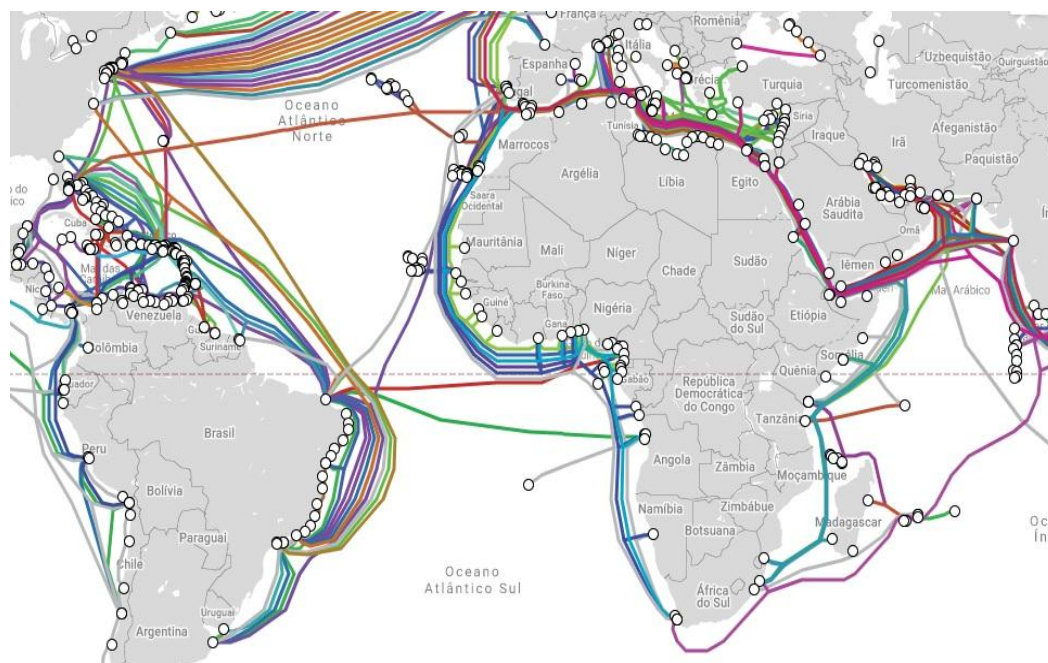 França
Romênia
Itália
Espanha
Uzbequistão
Quirguistão
Turquia
Turcomenistão
Oceano
Atlântico
Norte
Síria
Tunísia
Iraque
Irã
Afeganistão
Marrocos
Paquistão
Argélia
Líbia
Egito
Saara
Ocidental
Arábia
Saudita
Cuba
Omã
Mauritânia
Mali
Níger
Chade
Sudão
Iêmen
Mar Arábico
Burkina
Faso
Guiné
Nigéria
Venezuela
Gana
Sudão
do Sul
Etiópia
Suriname
Colômbia
Somália
Quênia
Gabão
República
Democrática
do Congo
Tanzânia
Brasil
Peru
Angola
Zâmbia
Moçambique
Bolívia
Namíbia
Zimbábue
Madagascar
Botsuana
Paraguai
Chile
Oceano
Atlântico Sul
África
do Sul
Uruguai
Argentina